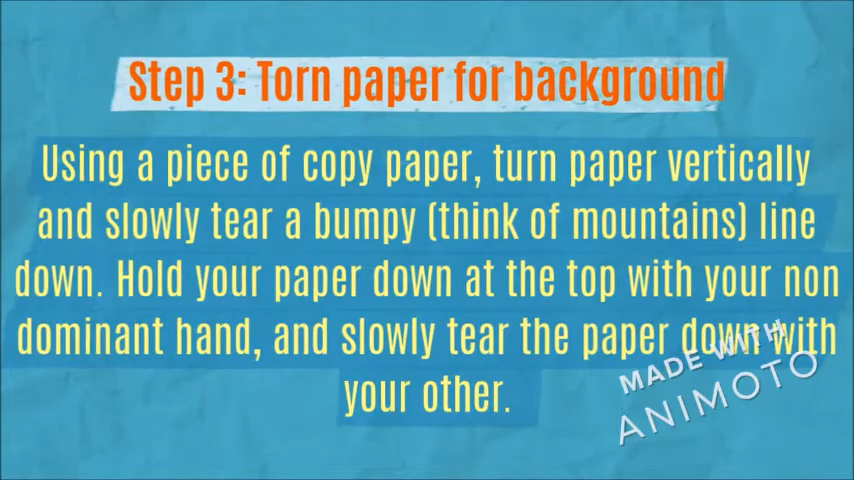 Step 3: Torn paper for background
Using a piece of copy paper, turn paper vertically
and slowly tear a bumpy (think of mountains) line
down. Hold your paper down at the top with your non
dominant hand, and slowly tear the paper down with
your other.
MADE WITH
ANIMOTO